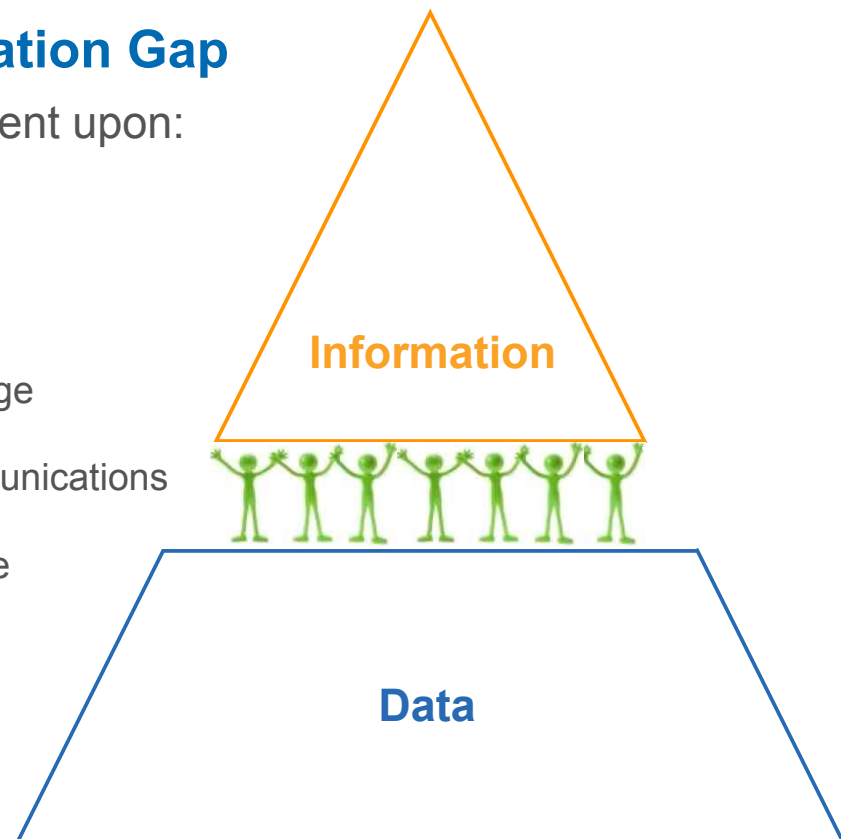 ation Gap
ent upon:
Information
ge
unications
e
Data